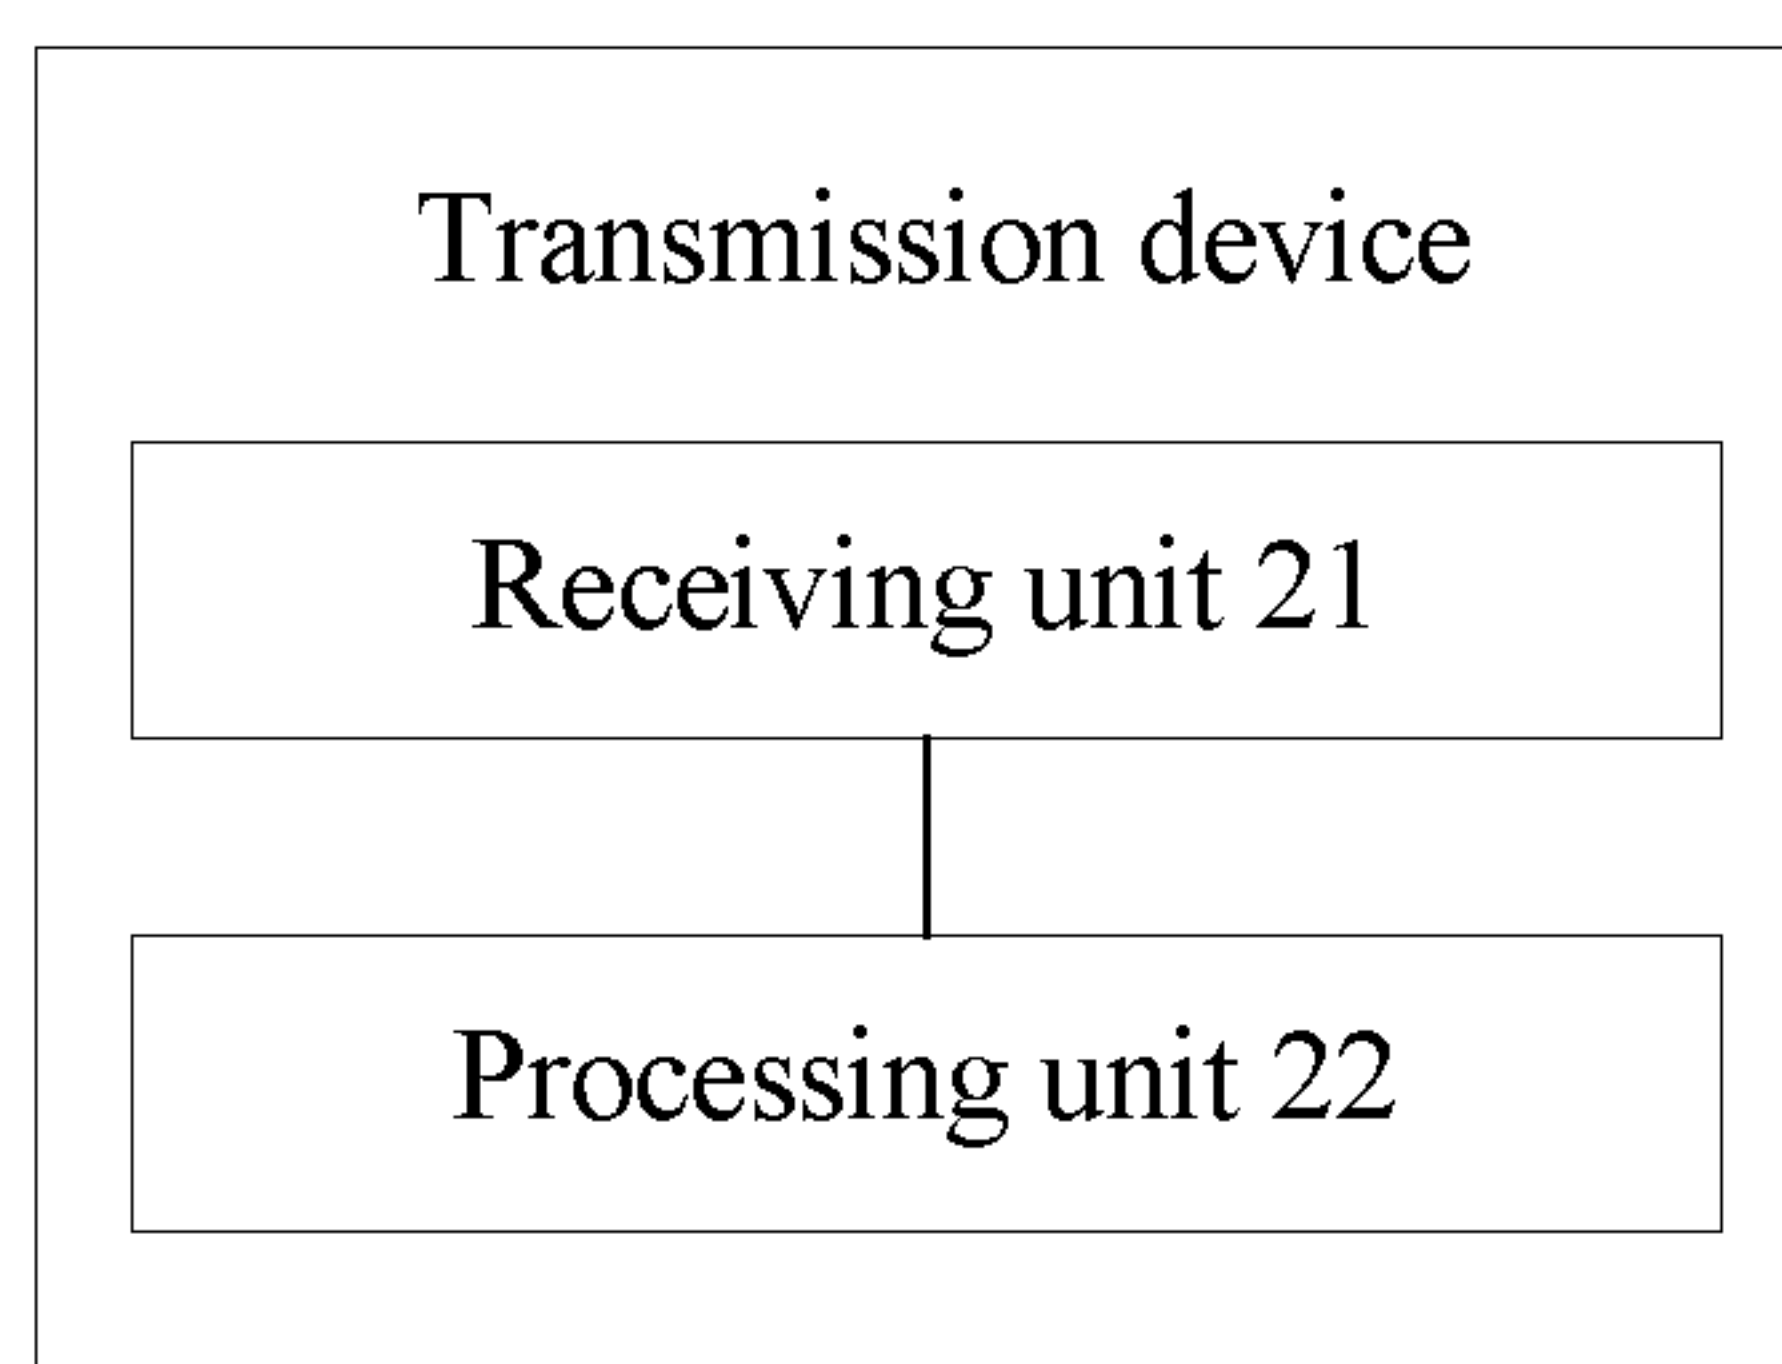 Transmission device
Receiving unit 21
Processing unit 22